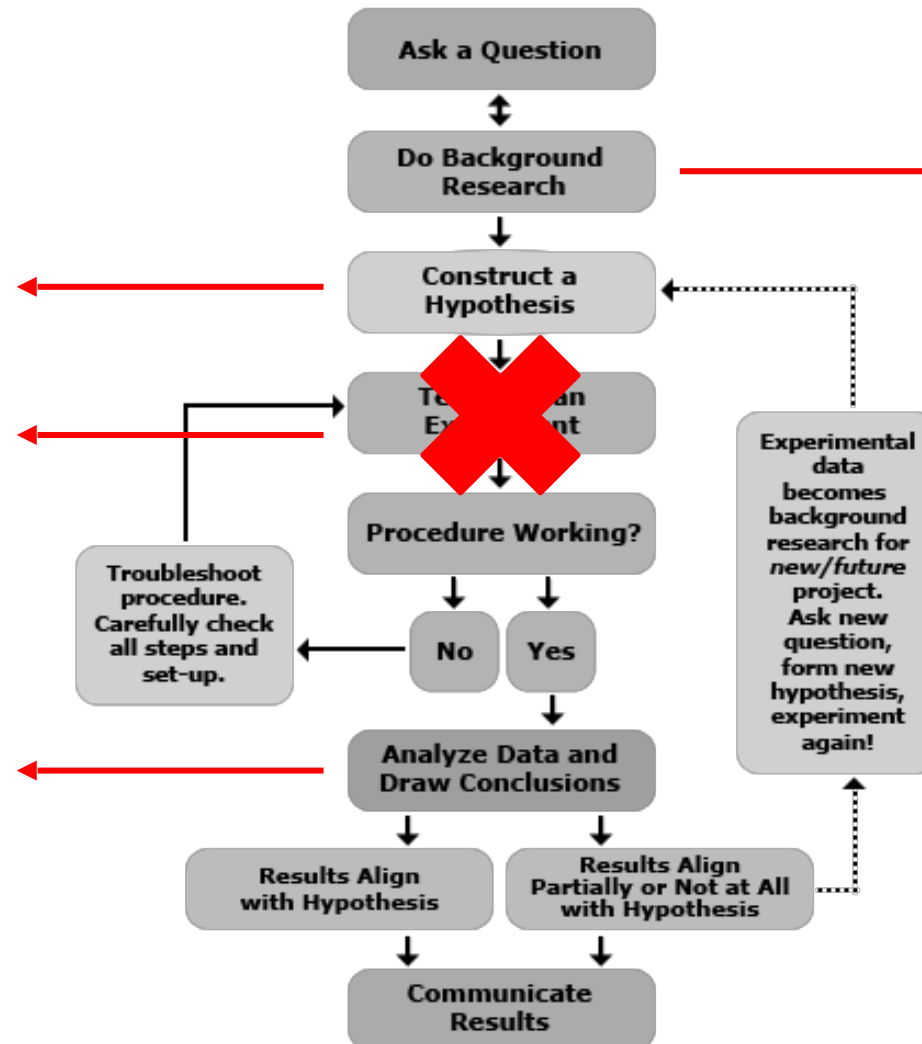 Ask a Question
Do Background
Research
Construct a
Hypothesis
Procedure Working?
Troubleshoot
procedure.
Carefully check
all steps and
set-up.
No
Yes
Experimental
data
becomes
background
research for
new/future
project.
Ask new
question,
form new
hypothesis,
experiment
again!
Analyze Data and
Draw Conclusions
Results Align
with Hypothesis
Results Align
Partially or Not at All
with Hypothesis
Communicate
Results